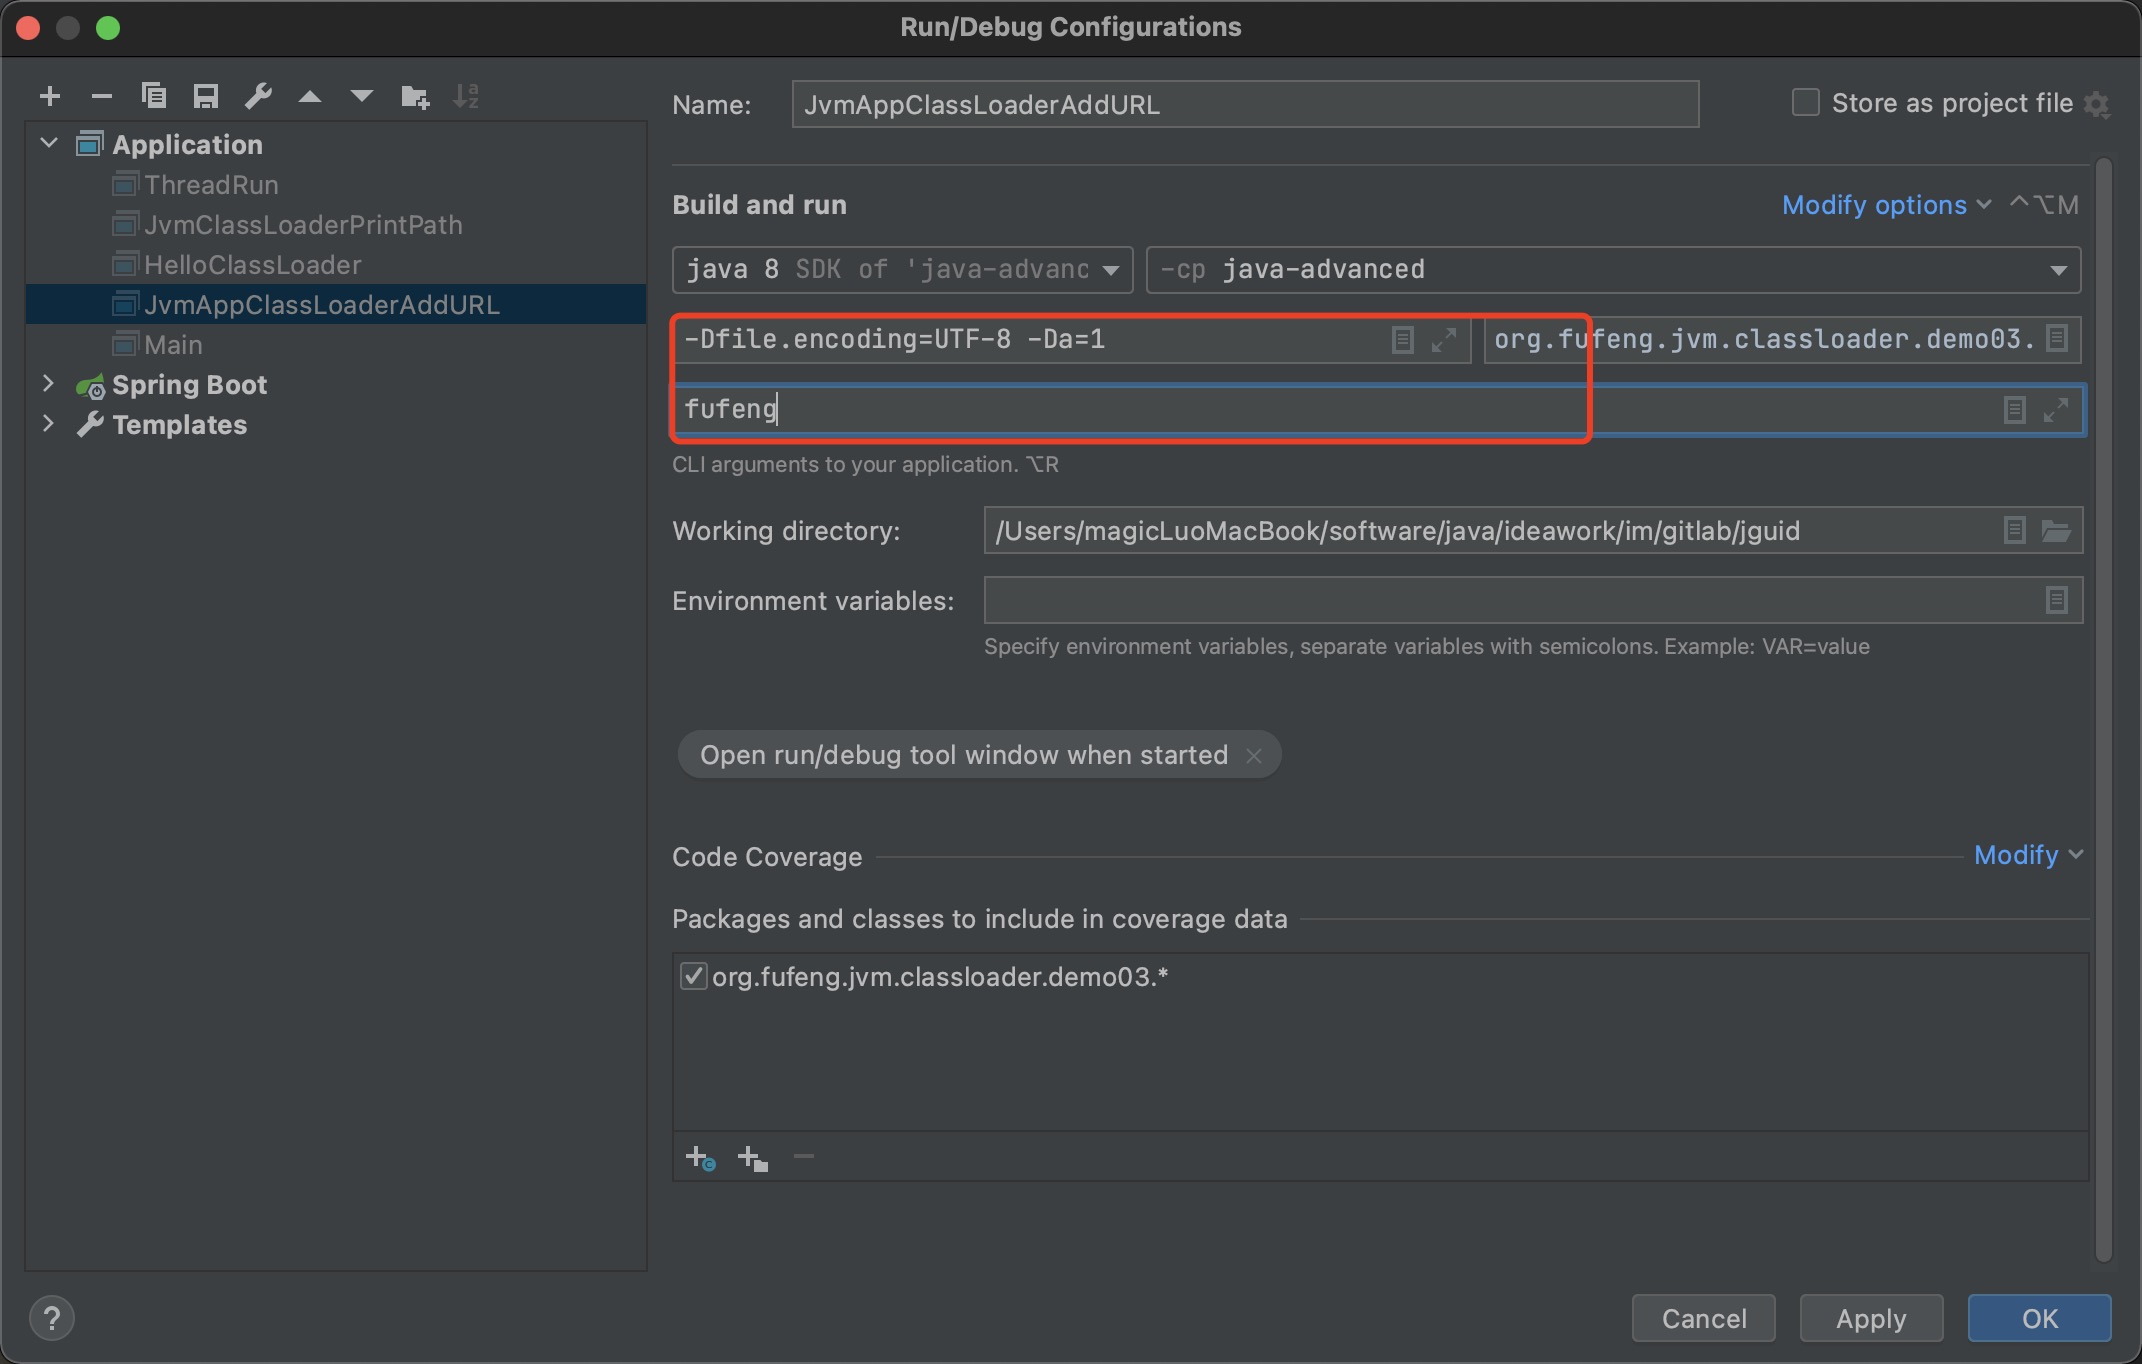 Run/Debug Configurations
Application
ThreadRun
JvmClassLoaderPrintPath
HelloClassLoader
JvmAppClassLoaderAddURL
Main
Spring Boot
Templates
Name: JvmAppClassLoaderAddURL
Store as project file
Build and run
Modify options ⌃⌥M
java 8 SDK of 'java-advanc
-cp java-advanced
-Dfile.encoding=UTF-8 -Da=1
org.fufeng.jvm.classloader.demo03.
fufeng
CLI arguments to your application. ⌥R
Working directory: /Users/magicLuoMacBook/software/java/ideawork/im/gitlab/jguid
Environment variables:
Specify environment variables, separate variables with semicolons. Example: VAR=value
Open run/debug tool window when started
Code Coverage
Modify
Packages and classes to include in coverage data
org.fufeng.jvm.classloader.demo03.*
?
Cancel
Apply
OK